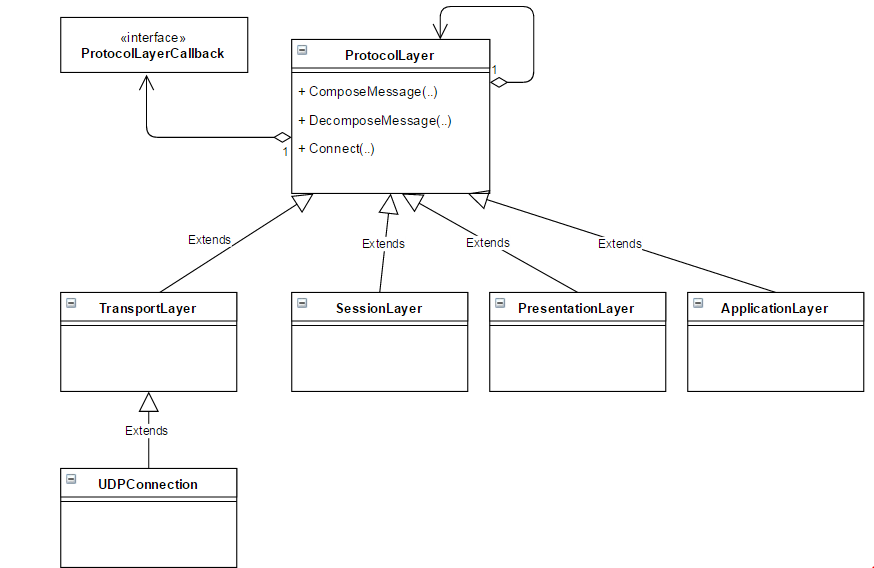 «interface»
ProtocolLayerCallback
ProtocolLayer
1
+ ComposeMessage(..)
+ DecomposeMessage(..)
+ Connect(..)
1
Extends
Extends
Extends
Extends
TransportLayer
SessionLayer
PresentationLayer
ApplicationLayer
Extends
UDPConnection